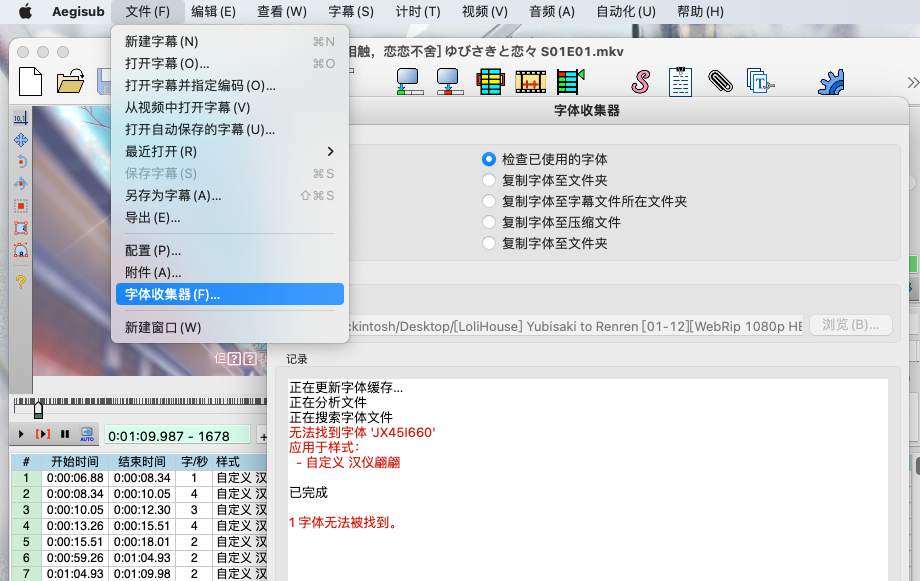 Aegisub 文件 (F) 编辑 (E) 查看 (W) 字幕 (S) 计时 (T) 视频 (V) 音频 (A) 自动化 (U) 帮助 (H)
相触，恋恋不舍] ゆびさきと恋々 S01E01.mkv
新建字幕 (N) ⌘N
打开字幕 (O)... ⌘O
打开字幕并指定编码 (O)...
从视频中打开字幕 (V)
打开自动保存的字幕 (U)...
最近打开 (R)
保存字幕 (S) ⌘S
另存为字幕 (A)... ⇧⌘S
导出 (E)...
配置 (P)...
附件 (A)...
字体收集器 (F)...
新建窗口 (W)
字体收集器
检查已使用的字体
复制字体至文件夹
复制字体至字幕文件所在文件夹
复制字体至压缩文件
复制字体至文件夹
ckintosh/Desktop/[LoliHouse] Yubisaki to Renren [01-12][WebRip 1080p HE
浏览 (B)...
记录
正在更新字体缓存...
正在分析文件
正在搜索字体文件
无法找到字体 'JX45I660'
应用于样式：
- 自定义 汉仪翩翩
已完成
1 字体无法被找到。
但
AUTO
0:01:09.987 - 1678
# 开始时间 结束时间 字/秒 样式
1 0:00:06.88 0:00:08.34 1 自定义 汉
2 0:00:08.34 0:00:10.05 4 自定义 汉
3 0:00:10.05 0:00:12.30 3 自定义 汉
4 0:00:13.26 0:00:15.51 4 自定义 汉
5 0:00:15.51 0:00:18.01 2 自定义 汉
6 0:00:59.26 0:01:04.93 2 自定义 汉
7 0:01:04.93 0:01:09.98 2 自定义 汉